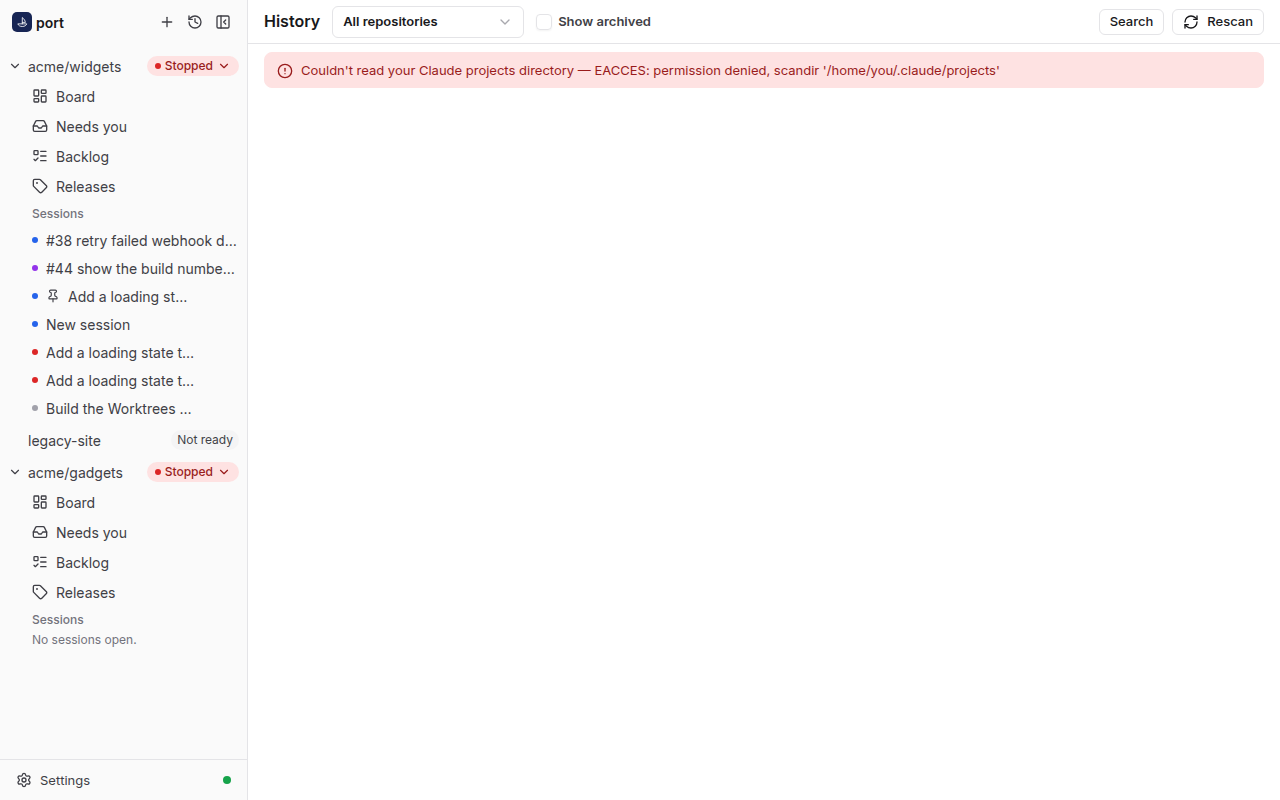 port
acme/widgets
Stopped
Board
Needs you
Backlog
Releases
Sessions
#38 retry failed webhook d...
#44 show the build numbe...
Add a loading st...
New session
Add a loading state t...
Add a loading state t...
Build the Worktrees ...
legacy-site
Not ready
acme/gadgets
Stopped
Board
Needs you
Backlog
Releases
Sessions
No sessions open.
Settings
History
All repositories
Show archived
Search
Rescan
Couldn't read your Claude projects directory — EACCES: permission denied, scandir '/home/you/.claude/projects'